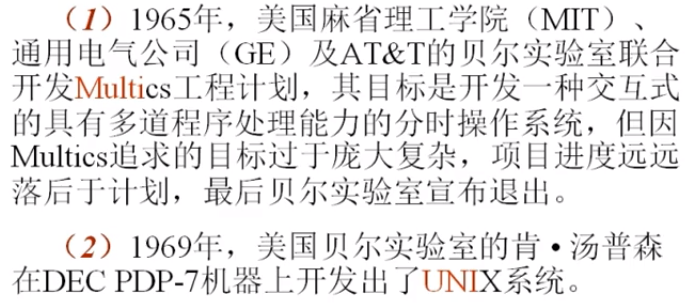 （1）1965年，美国麻省理工学院（MIT）、
通用电气公司（GE）及AT&T的贝尔实验室联合
开发Multics工程计划，其目标是开发一种交互式
的具有多道程序处理能力的分时操作系统，但因
Multics追求的目标过于庞大复杂，项目进度远远
落后于计划，最后贝尔实验室宣布退出。
（2）1969年，美国贝尔实验室的肯•汤普森
在DEC PDP-7机器上开发出了UNIX系统。